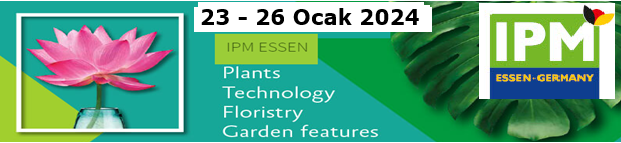 23 - 26 Ocak 2024
IPM ESSEN
Plants
Technology
Floristry
Garden features
IPM
ESSEN-GERMANY